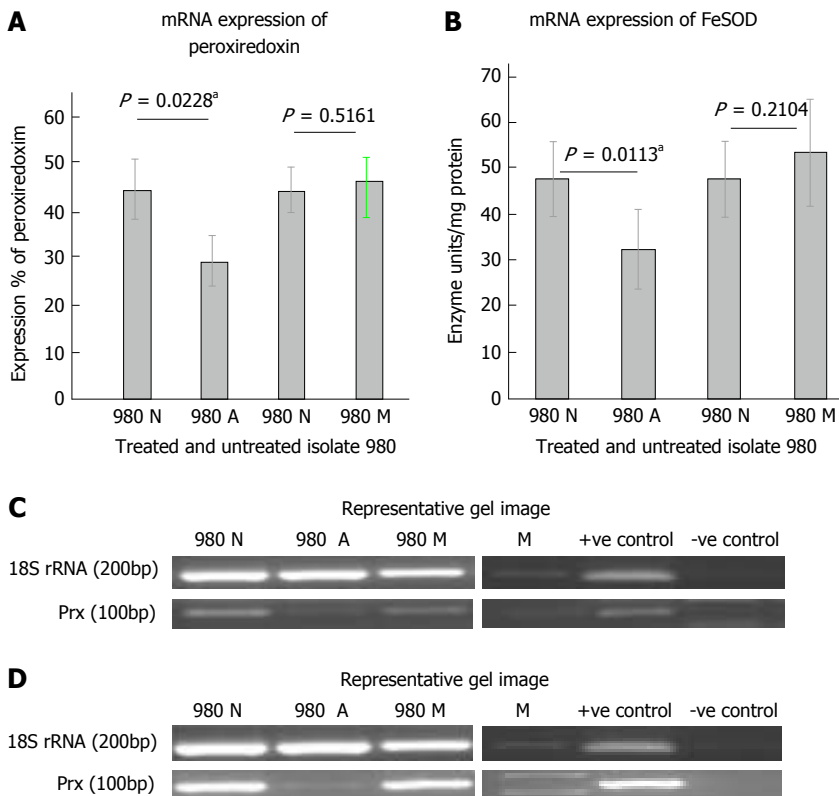 A
mRNA expression of
peroxiredoxin
Expression % of peroxiredoxim
60
50
40
30
20
10
0
P = 0.0228ª
P = 0.5161
980 N
980 A
980 N
980 M
Treated and untreated isolate 980
B
mRNA expression of FeSOD
Enzyme units/mg protein
70
60
50
40
30
20
10
0
P = 0.0113ª
P = 0.2104
980 N
980 A
980 N
980 M
Treated and untreated isolate 980
C
Representative gel image
980 N 980 A 980 M M +ve control -ve control
18S rRNA (200bp)
Prx (100bp)
D
Representative gel image
980 N 980 A 980 M M +ve control -ve control
18S rRNA (200bp)
Prx (100bp)